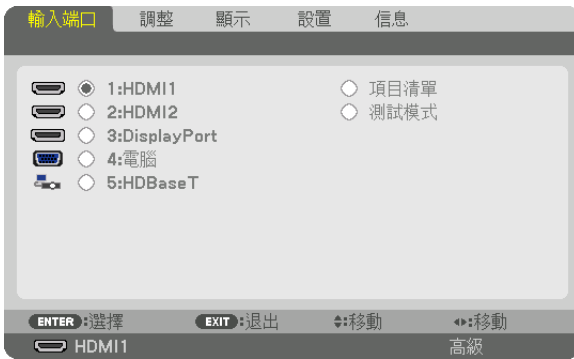 輸入端口 調整 顯示 設置 信息
1:HDMI1 項目清單
2:HDMI2 測試模式
3:DisplayPort
4:電腦
5:HDBaseT
ENTER:選擇 EXIT:退出 :移動 :移動
HDMI1 高級